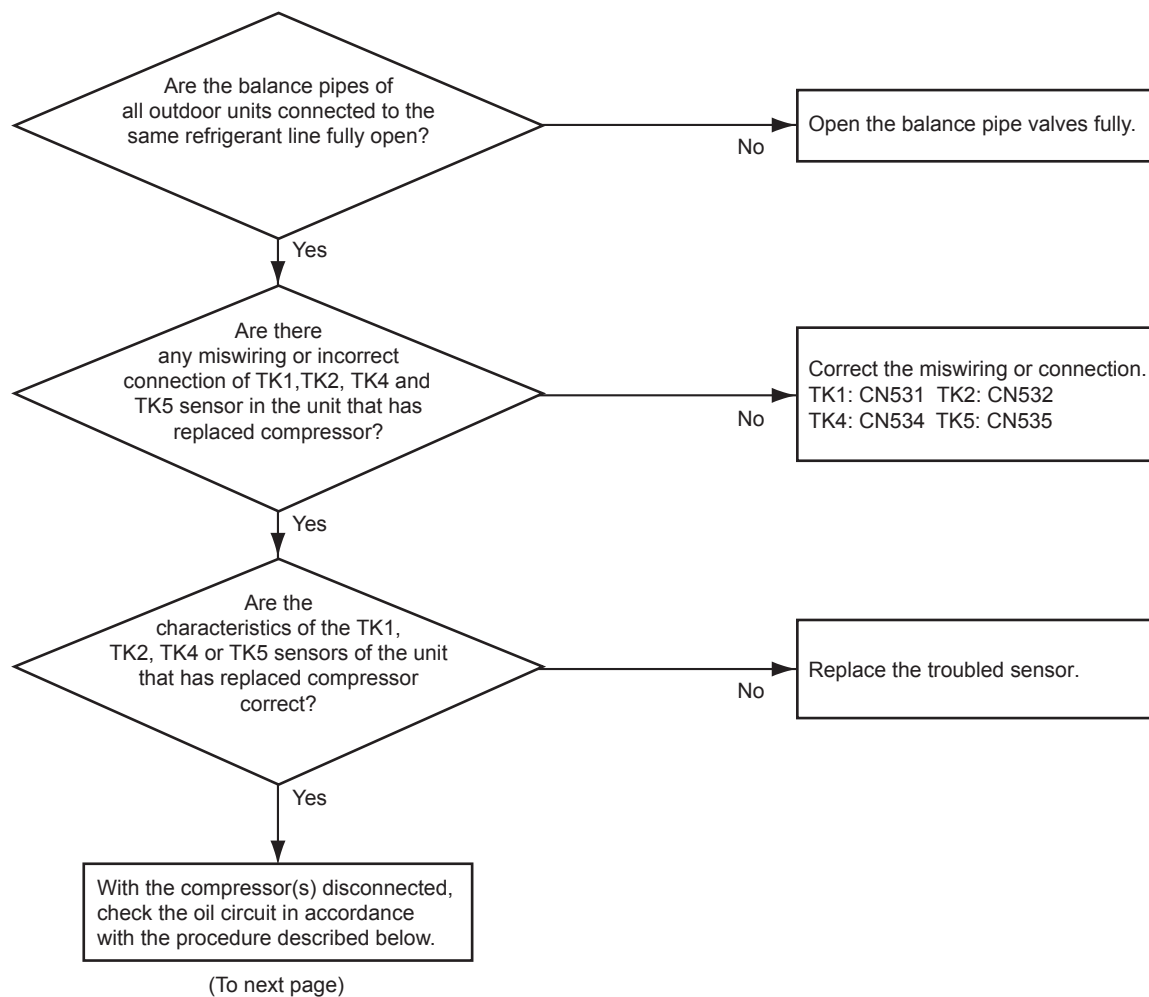 Are the balance pipes of
all outdoor units connected to the
same refrigerant line fully open?
No
Open the balance pipe valves fully.
Yes
Are there
any miswiring or incorrect
connection of TK1,TK2, TK4 and
TK5 sensor in the unit that has
replaced compressor?
No
Correct the miswiring or connection.
TK1: CN531 TK2: CN532
TK4: CN534 TK5: CN535
Yes
Are the
characteristics of the TK1,
TK2, TK4 or TK5 sensors of the unit
that has replaced compressor
correct?
No
Replace the troubled sensor.
Yes
With the compressor(s) disconnected,
check the oil circuit in accordance
with the procedure described below.
(To next page)